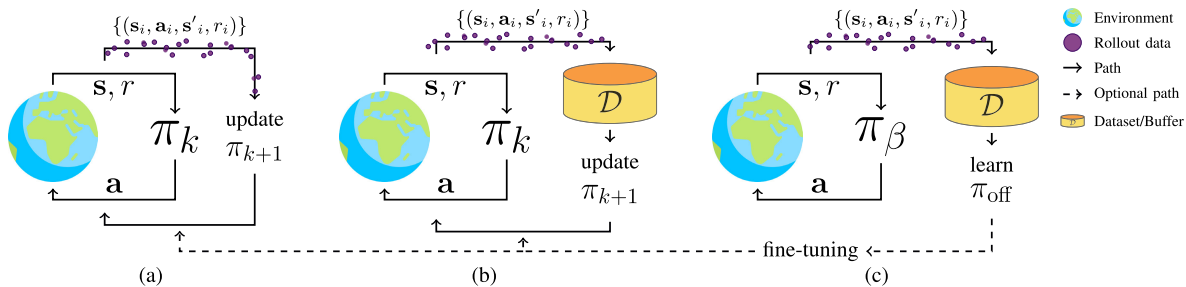 {(s_i, a_i, s'_i, r_i)}
s, r
π_k
a
update
π_{k+1}
(a)
{(s_i, a_i, s'_i, r_i)}
s, r
π_k
a
𝒟
update
π_{k+1}
(b)
{(s_i, a_i, s'_i, r_i)}
s, r
π_β
a
𝒟
learn
π_off
fine-tuning
(c)
Environment
Rollout data
Path
Optional path
𝒟 Dataset/Buffer